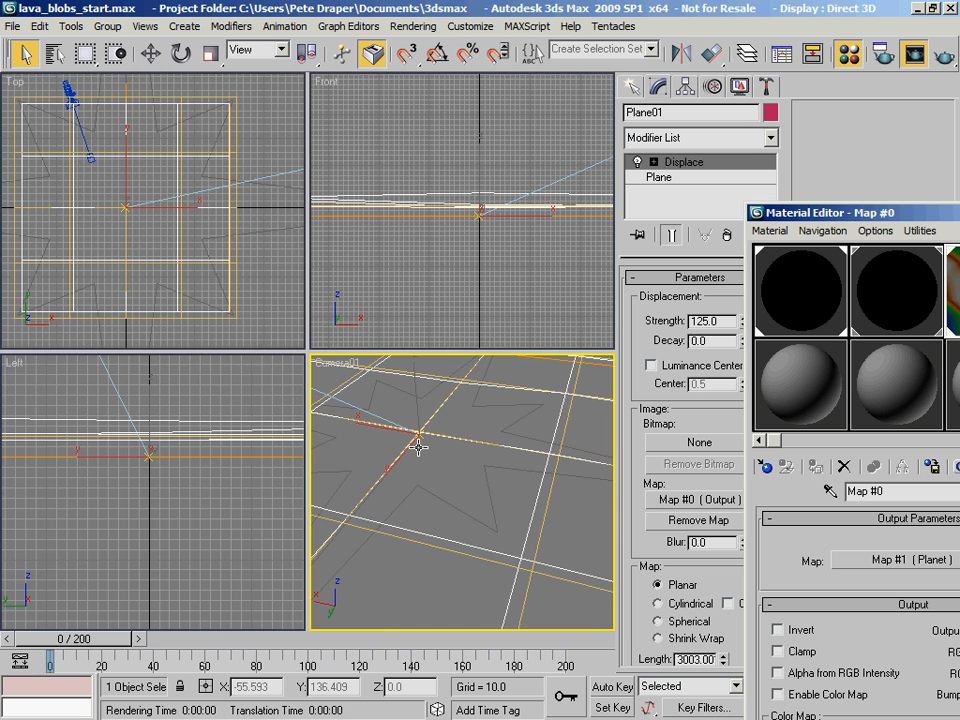 lava_blobs_start.max - Project Folder: C:\Users\Pete Draper\Documents\3dsmax - Autodesk 3ds Max 2009 SP1 x64 - Not for Resale - Display : Direct 3D
File Edit Tools Group Views Create Modifiers Animation Graph Editors Rendering Customize MAXScript Help Tentacles
View
3
Create Selection Set
Top
Front
Plane01
Modifier List
Displace
Plane
Material Editor - Map #0
Material Navigation Options Utilities
Parameters
Displacement:
Strength: 125.0
Decay: 0.0
Luminance Center
Center: 0.5
Image:
Bitmap:
None
Remove Bitmap
Map:
Map #0 ( Output )
Remove Map
Blur: 0.0
Map:
Planar
Cylindrical
Spherical
Shrink Wrap
Length: 3003.00
Left
Camera01
Map #0
Output Parameters
Map: Map #1 ( Planet )
Output
Invert
Clamp
Alpha from RGB Intensity
Enable Color Map
Color Map :
Outpu
RG
RG
Bump
0 / 200
0 20 40 60 80 100 120 140 160 180 200
1 Object Sele
X: -55.593 Y: 136.409 Z: 0.0
Grid = 10.0
Auto Key
Selected
Rendering Time 0:00:00 Translation Time 0:00:00
Add Time Tag
Set Key
Key Filters...